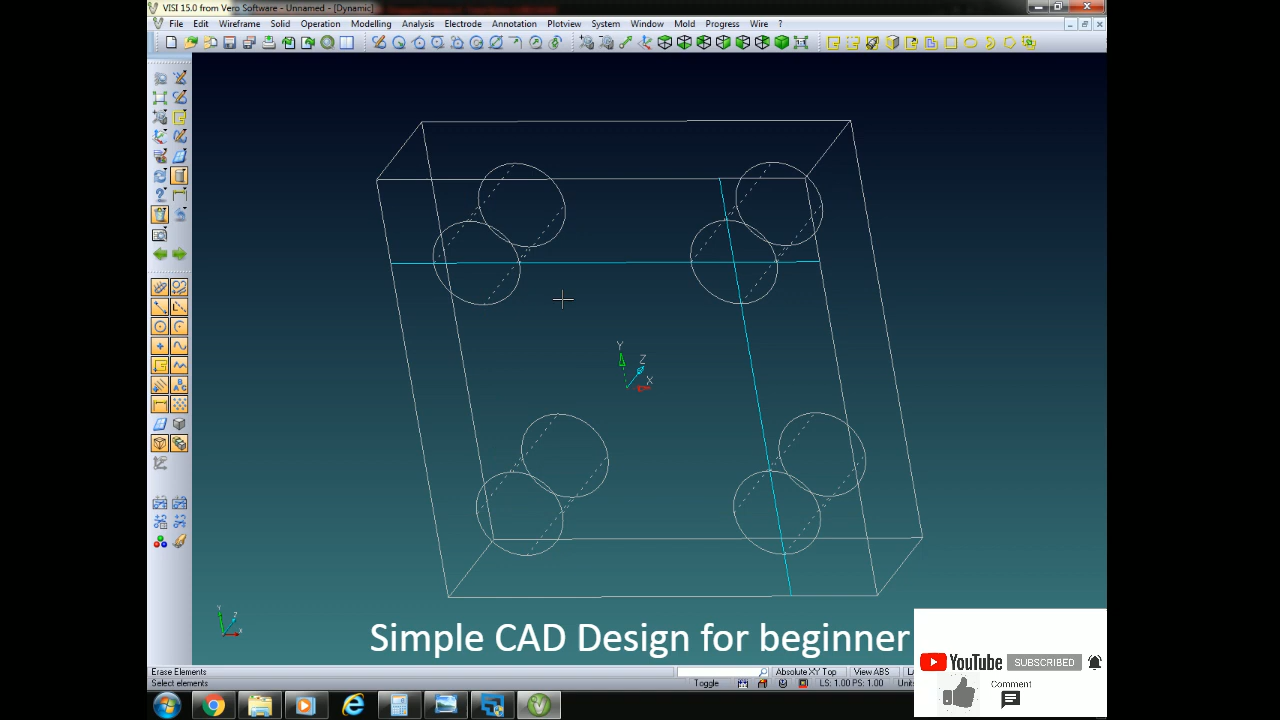 VISI 15.0 from Vero Software - Unnamed - [Dynamic]
File Edit Wireframe Solid Operation Modelling Analysis Electrode Annotation Plotview System Window Mold Progress Wire ?
Y
Z
X
Y
Z
X
Simple CAD Design for beginner
YouTube SUBSCRIBED
Comment
Erase Elements
Absolute XY Top View ABS
Select elements
Toggle
LS: 1.00 PS: 1.00